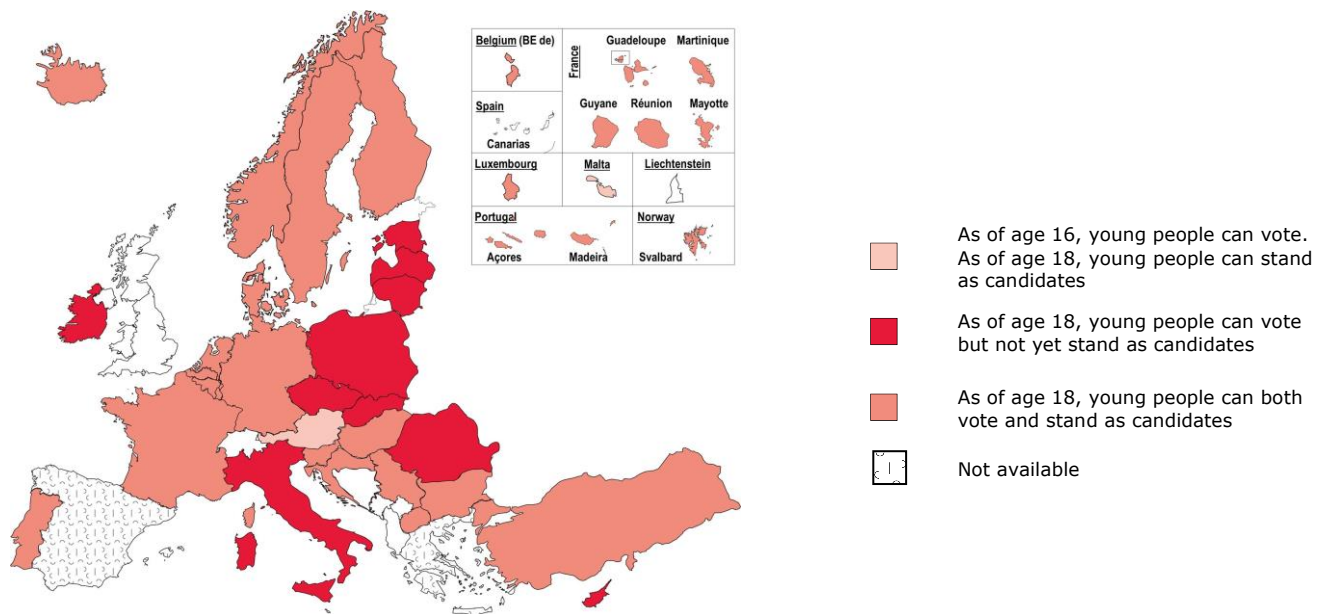 Belgium (BE de)
France
Guadeloupe
Martinique
Guyane
Réunion
Mayotte
Spain
Canarias
Luxembourg
Malta
Liechtenstein
Portugal
Açores
Madeira
Norway
Svalbard
As of age 16, young people can vote.
As of age 18, young people can stand
as candidates
As of age 18, young people can vote
but not yet stand as candidates
As of age 18, young people can both
vote and stand as candidates
Not available